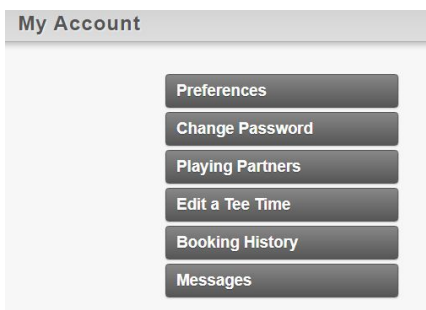 My Account
Preferences
Change Password
Playing Partners
Edit a Tee Time
Booking History
Messages